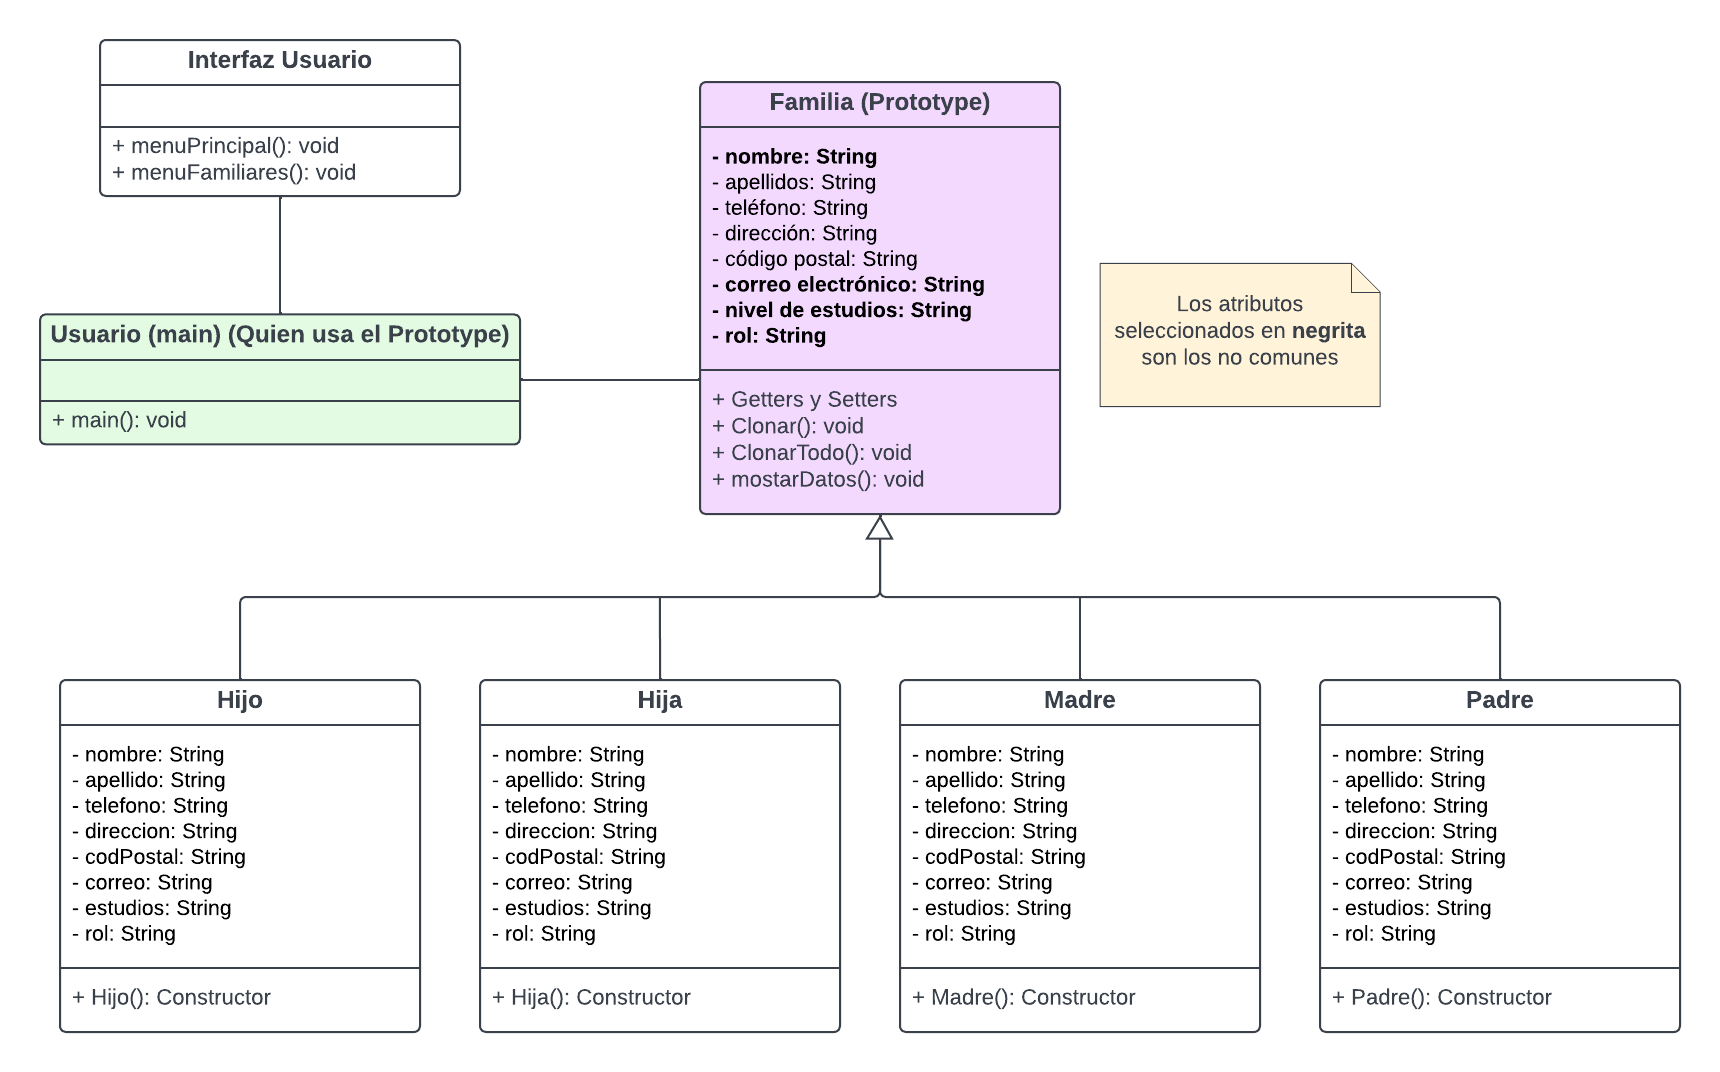 Interfaz Usuario
+ menuPrincipal(): void
+ menuFamiliares(): void
Usuario (main) (Quien usa el Prototype)
+ main(): void
Familia (Prototype)
- nombre: String
- apellidos: String
- teléfono: String
- dirección: String
- código postal: String
- correo electrónico: String
- nivel de estudios: String
- rol: String
+ Getters y Setters
+ Clonar(): void
+ ClonarTodo(): void
+ mostarDatos(): void
Los atributos
seleccionados en negrita
son los no comunes
Hijo
- nombre: String
- apellido: String
- telefono: String
- direccion: String
- codPostal: String
- correo: String
- estudios: String
- rol: String
+ Hijo(): Constructor
Hija
- nombre: String
- apellido: String
- telefono: String
- direccion: String
- codPostal: String
- correo: String
- estudios: String
- rol: String
+ Hija(): Constructor
Madre
- nombre: String
- apellido: String
- telefono: String
- direccion: String
- codPostal: String
- correo: String
- estudios: String
- rol: String
+ Madre(): Constructor
Padre
- nombre: String
- apellido: String
- telefono: String
- direccion: String
- codPostal: String
- correo: String
- estudios: String
- rol: String
+ Padre(): Constructor